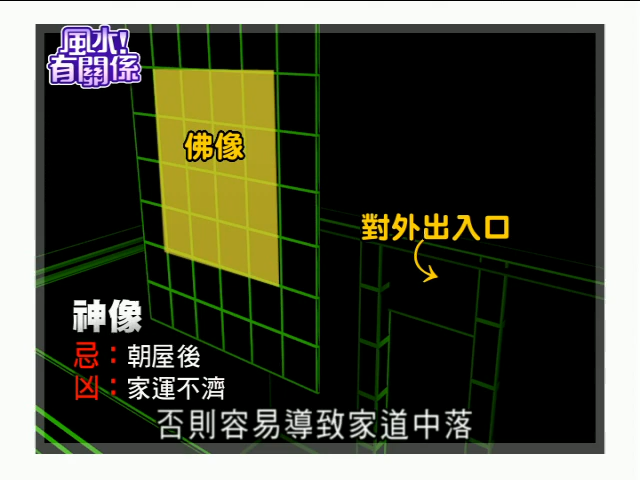 風水!
有關係
佛像
對外出入口
神像
忌：朝屋後
凶：家運不濟
否則容易導致家道中落